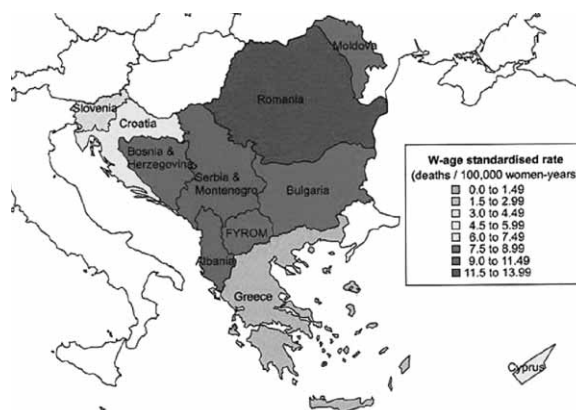 Moldova
Romania
Slovenia
Croatia
Bosnia &
Herzegovina
Serbia &
Montenegro
Bulgaria
FYROM
Albania
Greece
Cyprus
W-age standardised rate
(deaths / 100,000 women-years)
0.0 to 1.49
1.5 to 2.99
3.0 to 4.49
4.5 to 5.99
6.0 to 7.49
7.5 to 8.99
9.0 to 11.49
11.5 to 13.99